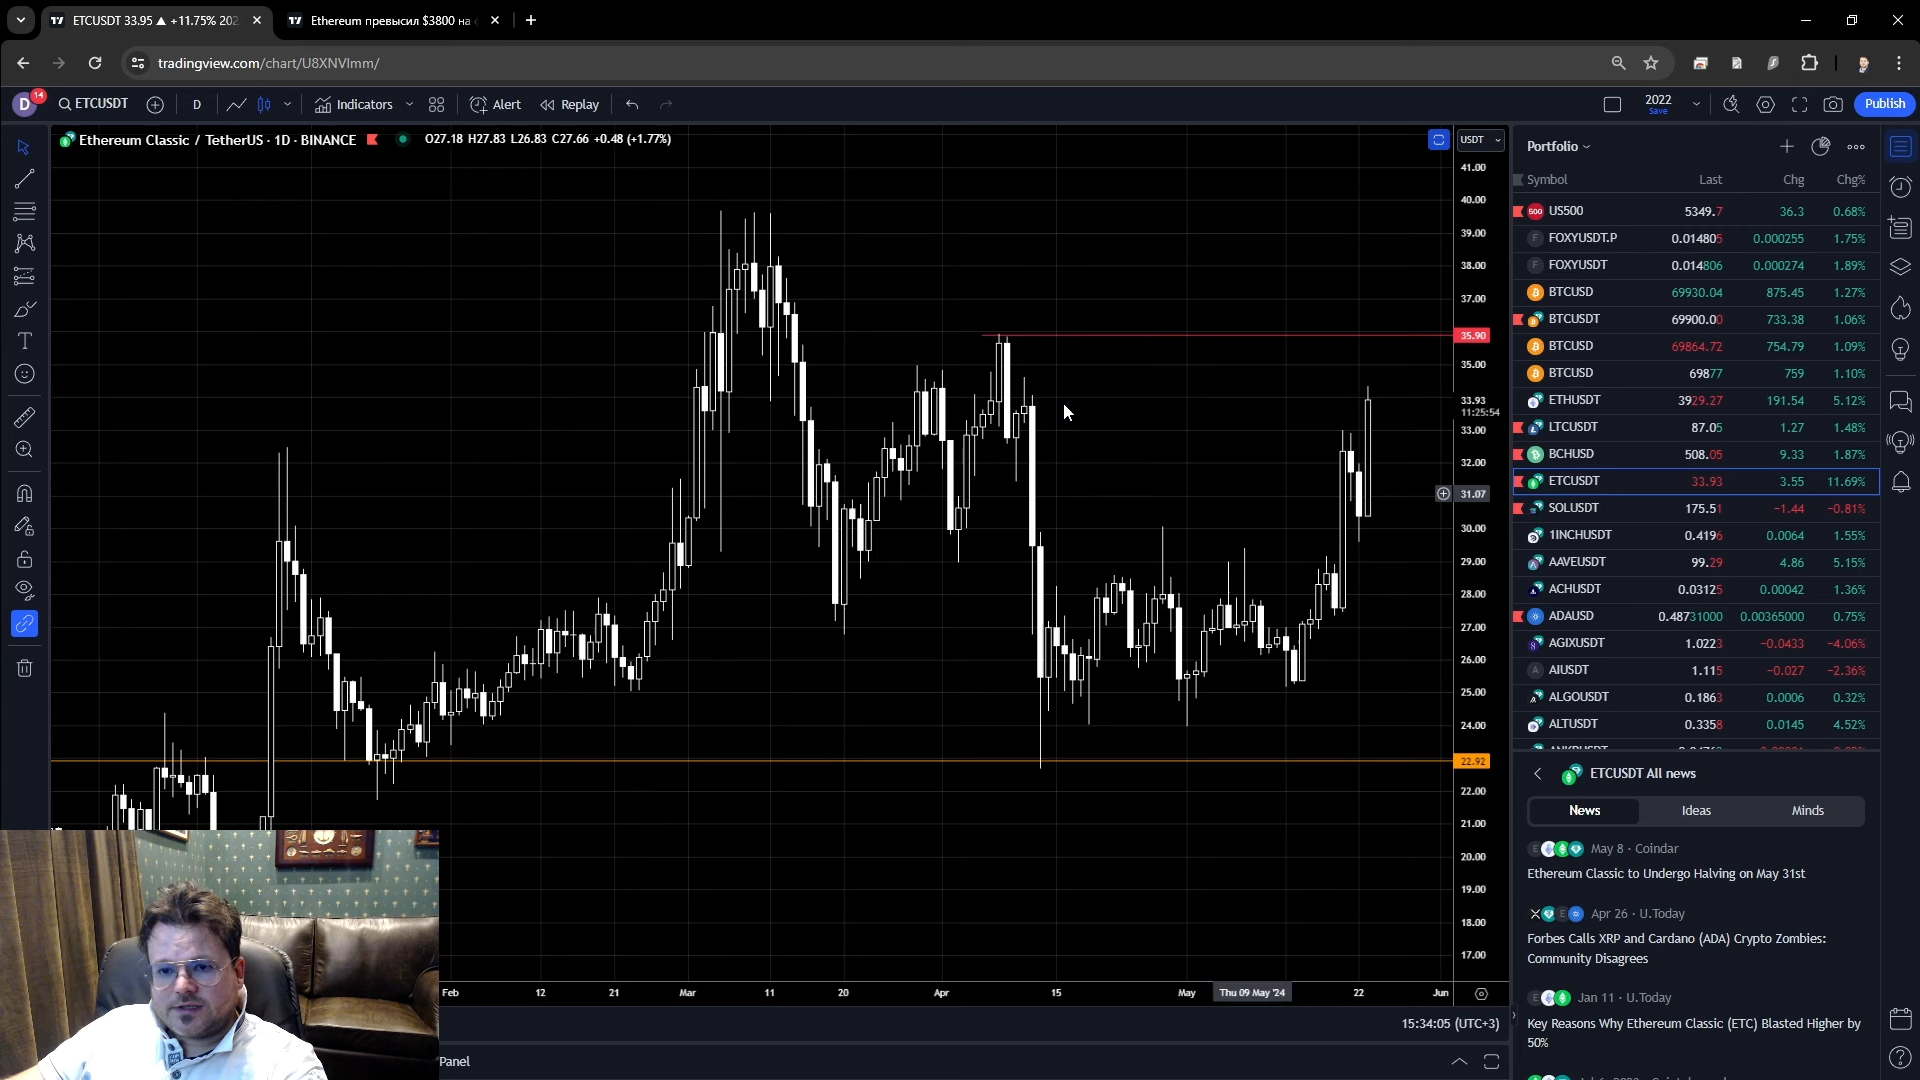 ETCUSDT 33.95 ▲ +11.75% 202
Ethereum превысил $3800 на
tradingview.com/chart/U8XNVImm/
D
14
ETCUSDT
D
Indicators
Alert
Replay
2022
Save
Publish
Ethereum Classic / TetherUS · 1D · BINANCE
O27.18 H27.83 L26.83 C27.66 +0.48 (+1.77%)
USDT
41.00
40.00
39.00
38.00
37.00
35.90
35.00
33.93
11:25:54
33.00
32.00
31.07
30.00
29.00
28.00
27.00
26.00
25.00
24.00
22.92
22.00
21.00
20.00
19.00
18.00
17.00
Feb
12
21
Mar
11
20
Apr
15
May
Thu 09 May '24
22
Jun
15:34:05 (UTC+3)
Panel
Portfolio
Symbol Last Chg Chg%
US500 5349.7 36.3 0.68%
FOXYUSDT.P 0.014805 0.000255 1.75%
FOXYUSDT 0.014806 0.000274 1.89%
BTCUSD 69930.04 875.45 1.27%
BTCUSDT 69900.00 733.38 1.06%
BTCUSD 69864.72 754.79 1.09%
BTCUSD 69877 759 1.10%
ETHUSDT 3929.27 191.54 5.12%
LTCUSDT 87.05 1.27 1.48%
BCHUSD 508.05 9.33 1.87%
ETCUSDT 33.93 3.55 11.69%
SOLUSDT 175.51 −1.44 −0.81%
1INCHUSDT 0.4196 0.0064 1.55%
AAVEUSDT 99.29 4.86 5.15%
ACHUSDT 0.03125 0.00042 1.36%
ADAUSD 0.48731000 0.00365000 0.75%
AGIXUSDT 1.0223 −0.0433 −4.06%
AIUSDT 1.115 −0.027 −2.36%
ALGOUSDT 0.1863 0.0006 0.32%
ALTUSDT 0.3358 0.0145 4.52%
ETCUSDT All news
News
Ideas
Minds
May 8 · Coindar
Ethereum Classic to Undergo Halving on May 31st
Apr 26 · U.Today
Forbes Calls XRP and Cardano (ADA) Crypto Zombies:
Community Disagrees
Jan 11 · U.Today
Key Reasons Why Ethereum Classic (ETC) Blasted Higher by
50%